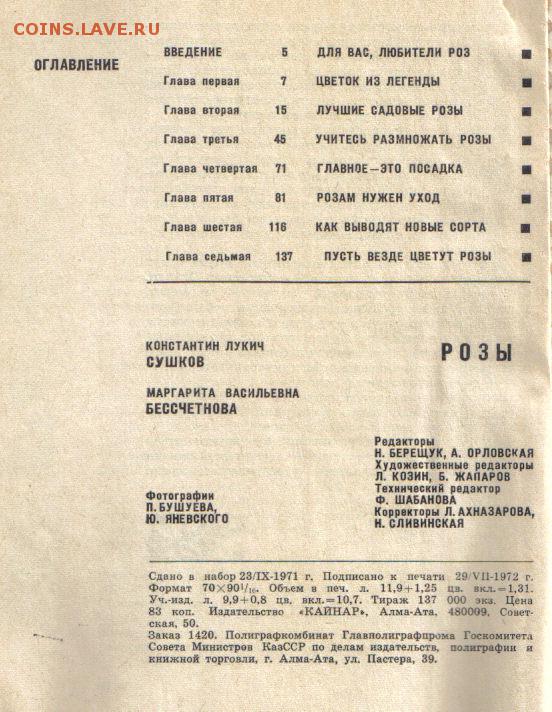 COINS.LAVE.RU
ОГЛАВЛЕНИЕ
ВВЕДЕНИЕ 5 ДЛЯ ВАС, ЛЮБИТЕЛИ РОЗ ■
Глава первая 7 ЦВЕТОК ИЗ ЛЕГЕНДЫ ■
Глава вторая 15 ЛУЧШИЕ САДОВЫЕ РОЗЫ ■
Глава третья 45 УЧИТЕСЬ РАЗМНОЖАТЬ РОЗЫ ■
Глава четвертая 71 ГЛАВНОЕ—ЭТО ПОСАДКА ■
Глава пятая 81 РОЗАМ НУЖЕН УХОД ■
Глава шестая 116 КАК ВЫВОДЯТ НОВЫЕ СОРТА ■
Глава седьмая 137 ПУСТЬ ВЕЗДЕ ЦВЕТУТ РОЗЫ ■
КОНСТАНТИН ЛУКИЧ
СУШКОВ
МАРГАРИТА ВАСИЛЬЕВНА
БЕССЧЕТНОВА
РОЗЫ
Фотографии
П. БУШУЕВА,
Ю. ЯНЕВСКОГО
Редакторы
Н. БЕРЕЩУК, А. ОРЛОВСКАЯ
Художественные редакторы
Л. КОЗИН, Б. ЖАПАРОВ
Технический редактор
Ф. ШАБАНОВА
Корректоры Л. АХНАЗАРОВА,
Н. СЛИВИНСКАЯ
Сдано в набор 23/IX-1971 г. Подписано к печати 29/VII-1972 г.
Формат 70×90¹/₁₆. Объем в печ. л. 11,9+1,25 цв. вкл.=1,31.
Уч.-изд. л. 9,9+0,8 цв. вкл.=10,7. Тираж 137 000 экз. Цена
83 коп. Издательство «КАЙНАР», Алма-Ата, 480009, Совет-
ская, 50.
Заказ 1420. Полиграфкомбинат Главполиграфпрома Госкомитета
Совета Министров КазССР по делам издательств, полиграфии и
книжной торговли, г. Алма-Ата, ул. Пастера, 39.